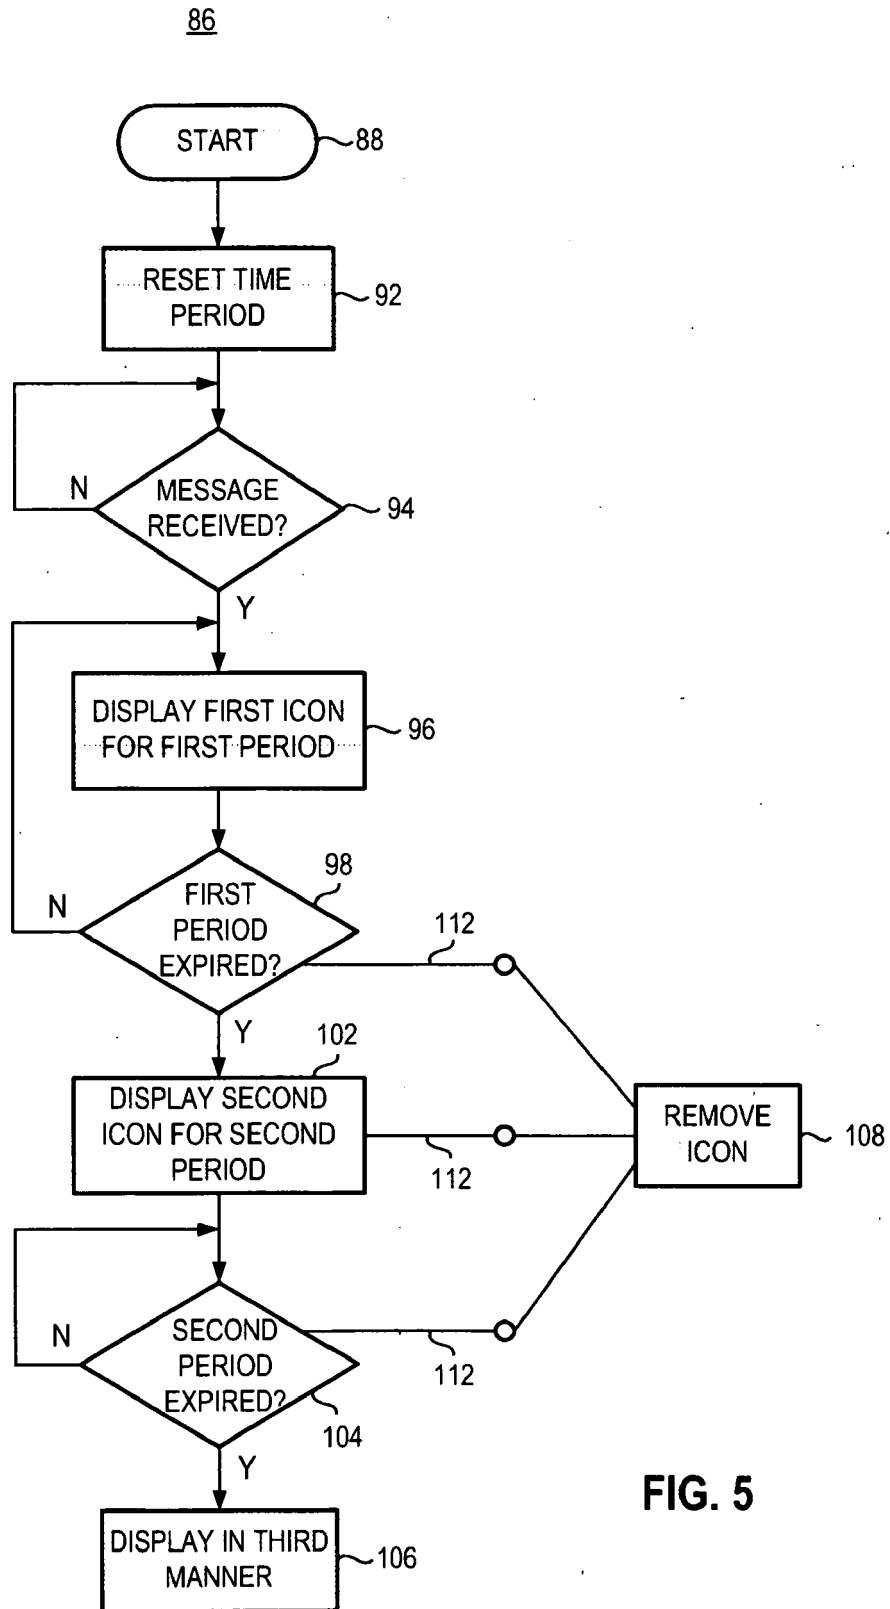 86
START
88
RESET TIME
PERIOD
92
MESSAGE
RECEIVED?
94
N
Y
DISPLAY FIRST ICON
FOR FIRST PERIOD
96
FIRST
PERIOD
EXPIRED?
98
N
112
Y
102
DISPLAY SECOND
ICON FOR SECOND
PERIOD
112
REMOVE
ICON
108
SECOND
PERIOD
EXPIRED?
N
112
104
Y
DISPLAY IN THIRD
MANNER
106
FIG. 5